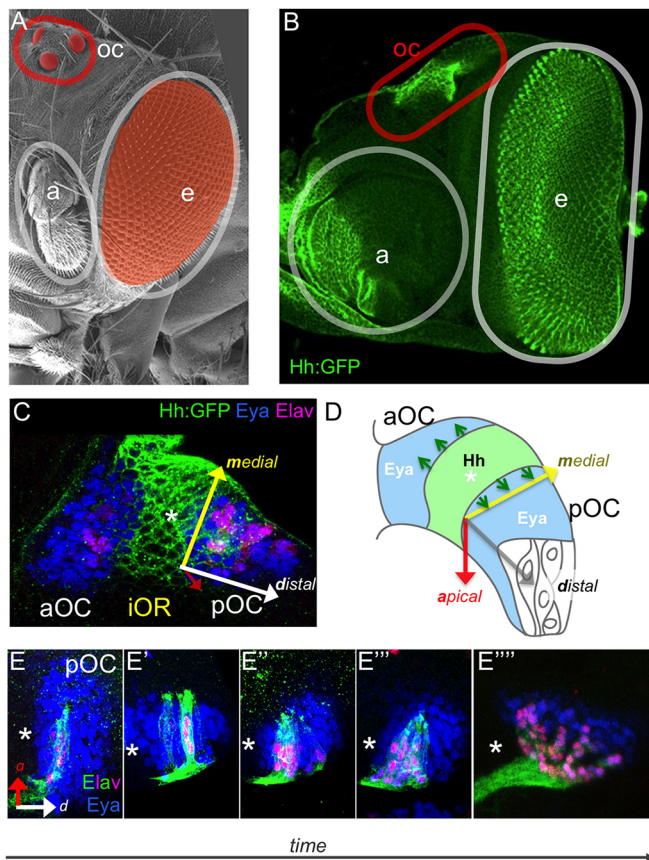 A
oc
a
e
B
oc
a
e
Hh:GFP
C
Hh:GFP Eya Elav
medial
*
distal
aOC iOR pOC
D
aOC
Eya
Hh
*
medial
Eya
pOC
apical
distal
E pOC
E'
E''
E'''
E''''
* * * * *
a
d
Elav
Eya
time